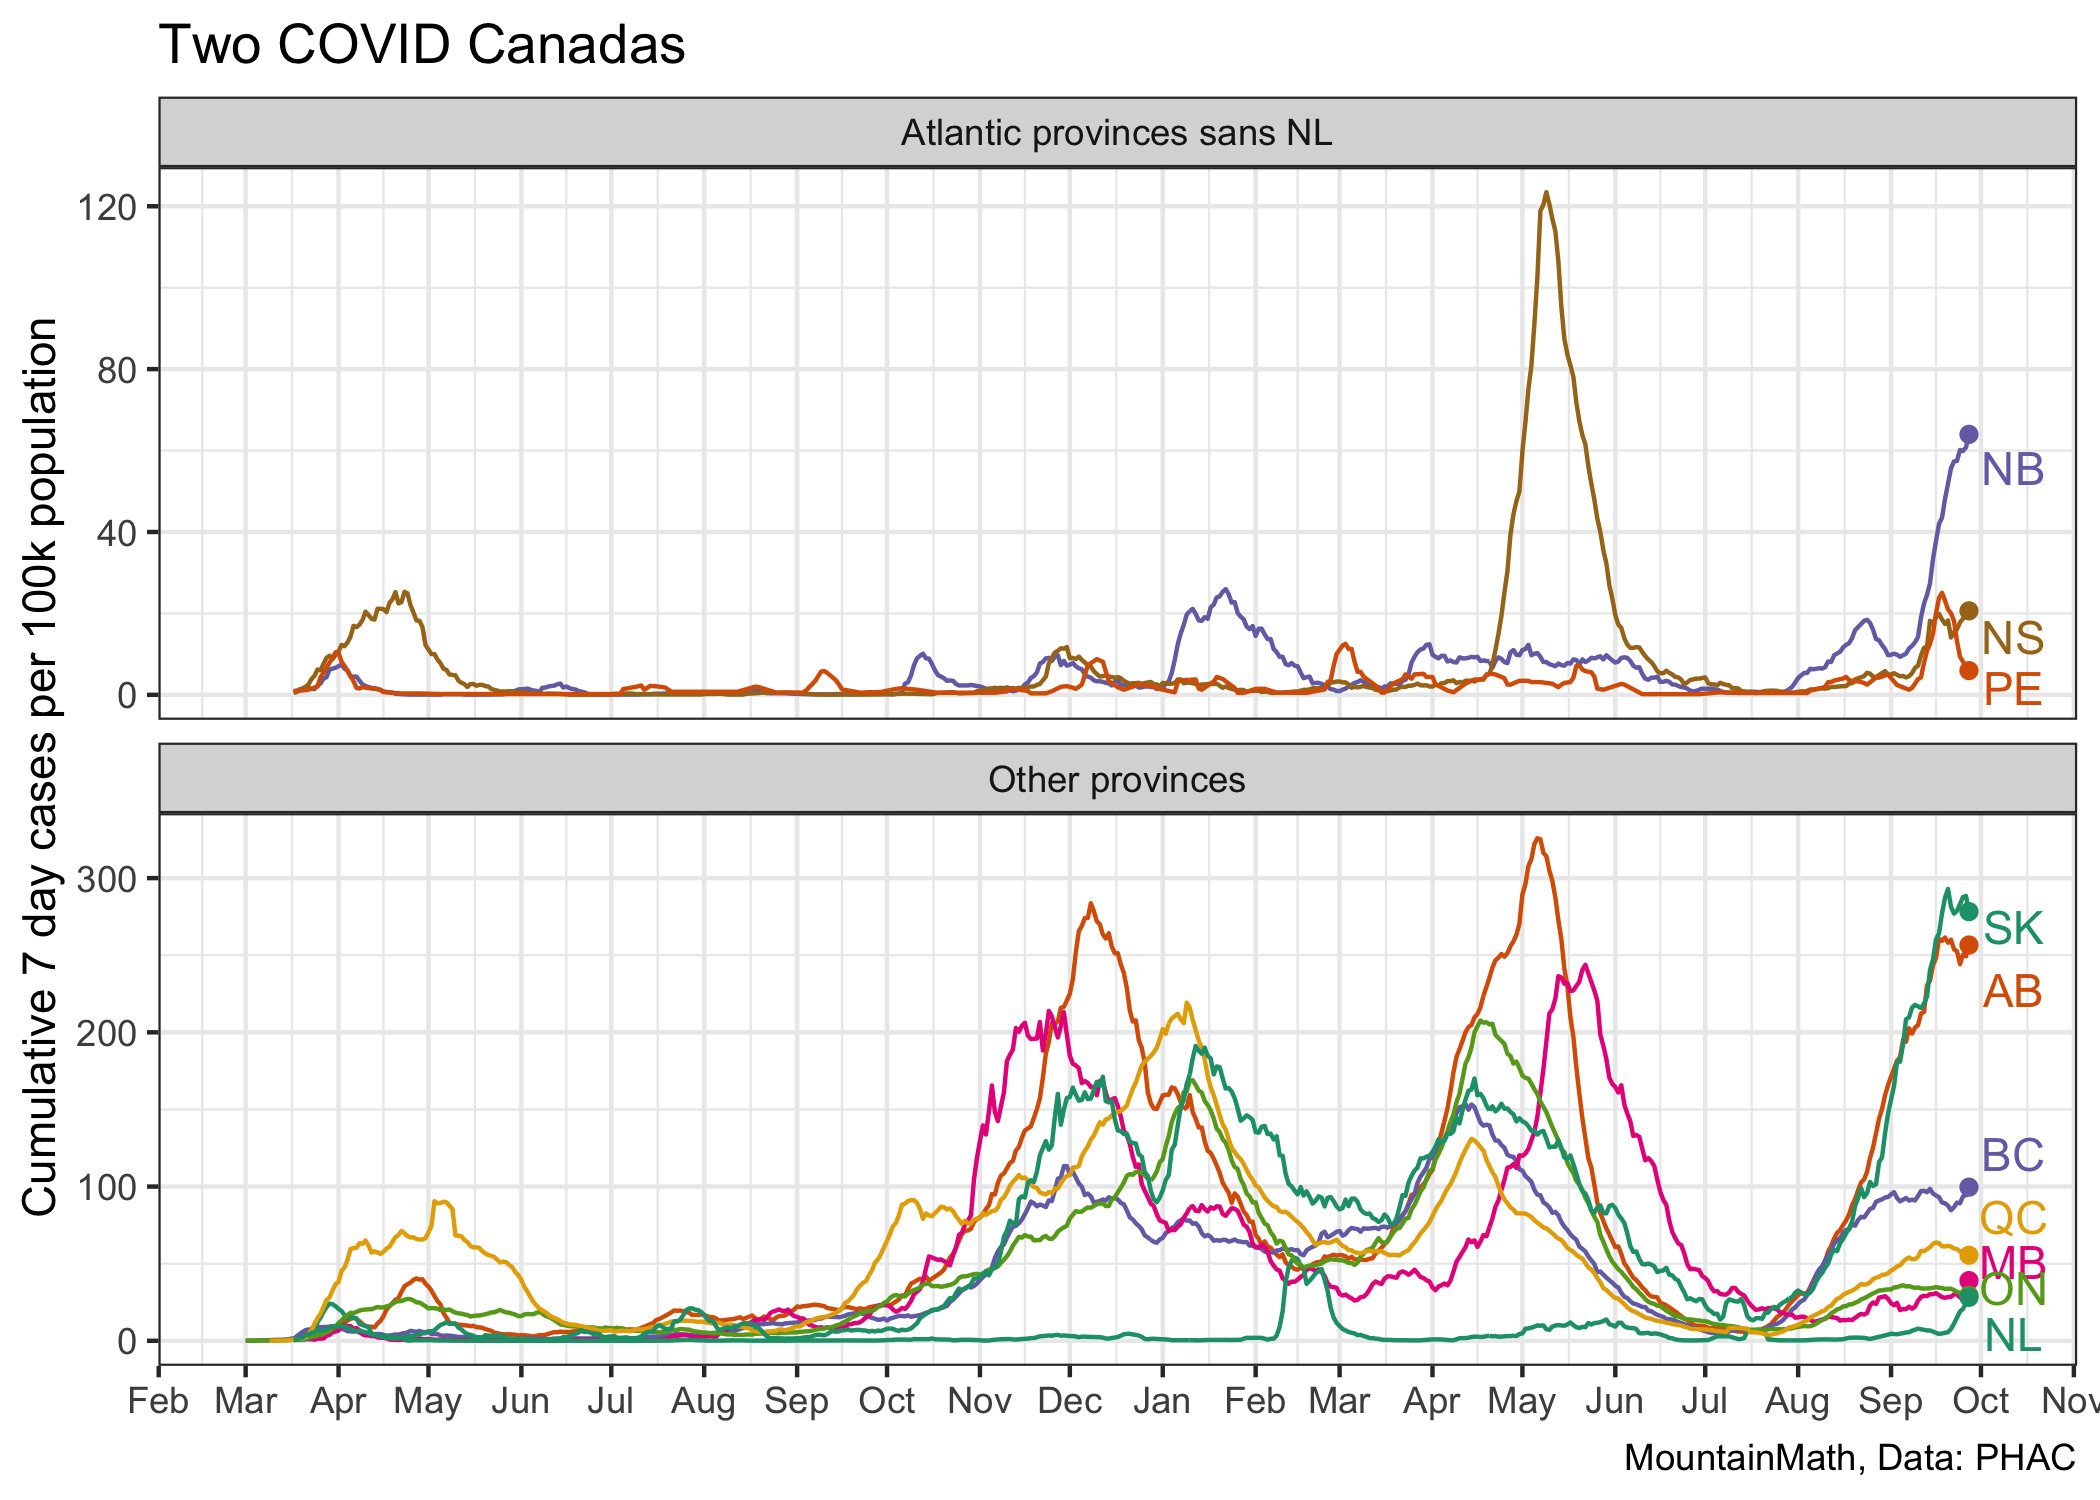 Two COVID Canadas
Atlantic provinces sans NL
Cumulative 7 day cases per 100k population
120
80
40
0
NB
NS
PE
Other provinces
300
200
100
0
SK
AB
BC
QC
MB
ON
NL
Feb Mar Apr May Jun Jul Aug Sep Oct Nov Dec Jan Feb Mar Apr May Jun Jul Aug Sep Oct Nov
MountainMath, Data: PHAC